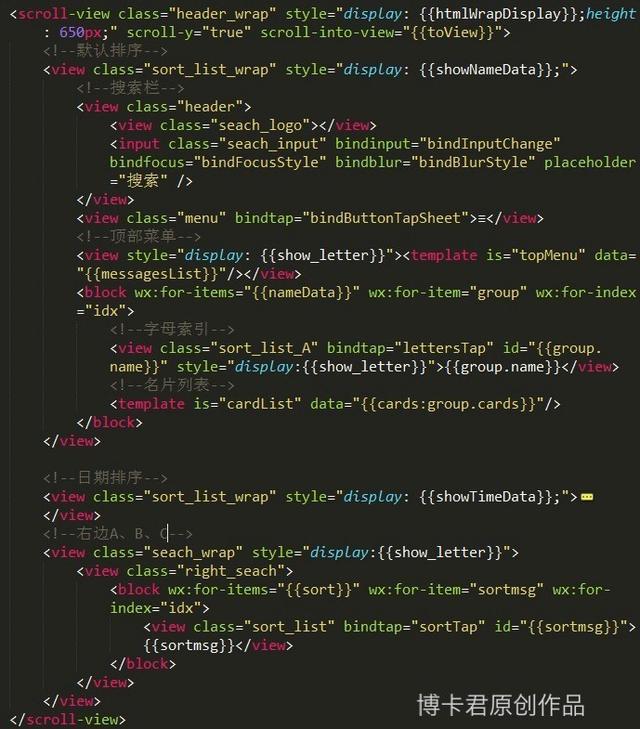 <scroll-view class="header_wrap" style="display: {{htmlWrapDisplay}};height
: 650px;" scroll-y="true" scroll-into-view="{{toView}}">
<!--默认排序-->
<view class="sort_list_wrap" style="display: {{showNameData}};">
<!--搜索栏-->
<view class="header">
<view class="seach_logo"></view>
<input class="seach_input" bindinput="bindInputChange"
bindfocus="bindFocusStyle" bindblur="bindBlurStyle" placeholder
="搜索" />
</view>
<view class="menu" bindtap="bindButtonTapSheet">≡</view>
<!--顶部菜单-->
<view style="display: {{show_letter}}"><template is="topMenu" data=
"{{messagesList}}"/></view>
<block wx:for-items="{{nameData}}" wx:for-item="group" wx:for-index
="idx">
<!--字母索引-->
<view class="sort_list_A" bindtap="lettersTap" id="{{group.
name}}" style="display:{{show_letter}}">{{group.name}}</view>
<!--名片列表-->
<template is="cardList" data="{{cards:group.cards}}"/>
</block>
</view>
<!--日期排序-->
<view class="sort_list_wrap" style="display: {{showTimeData}};">
</view>
<!--右边A、B、C-->
<view class="seach_wrap" style="display:{{show_letter}}">
<view class="right_seach">
<block wx:for-items="{{sort}}" wx:for-item="sortmsg" wx:for-
index="idx">
<view class="sort_list" bindtap="sortTap" id="{{sortmsg}}">
{{sortmsg}}</view>
</block>
</view>
</view>
</scroll-view>
博卡君原创作品